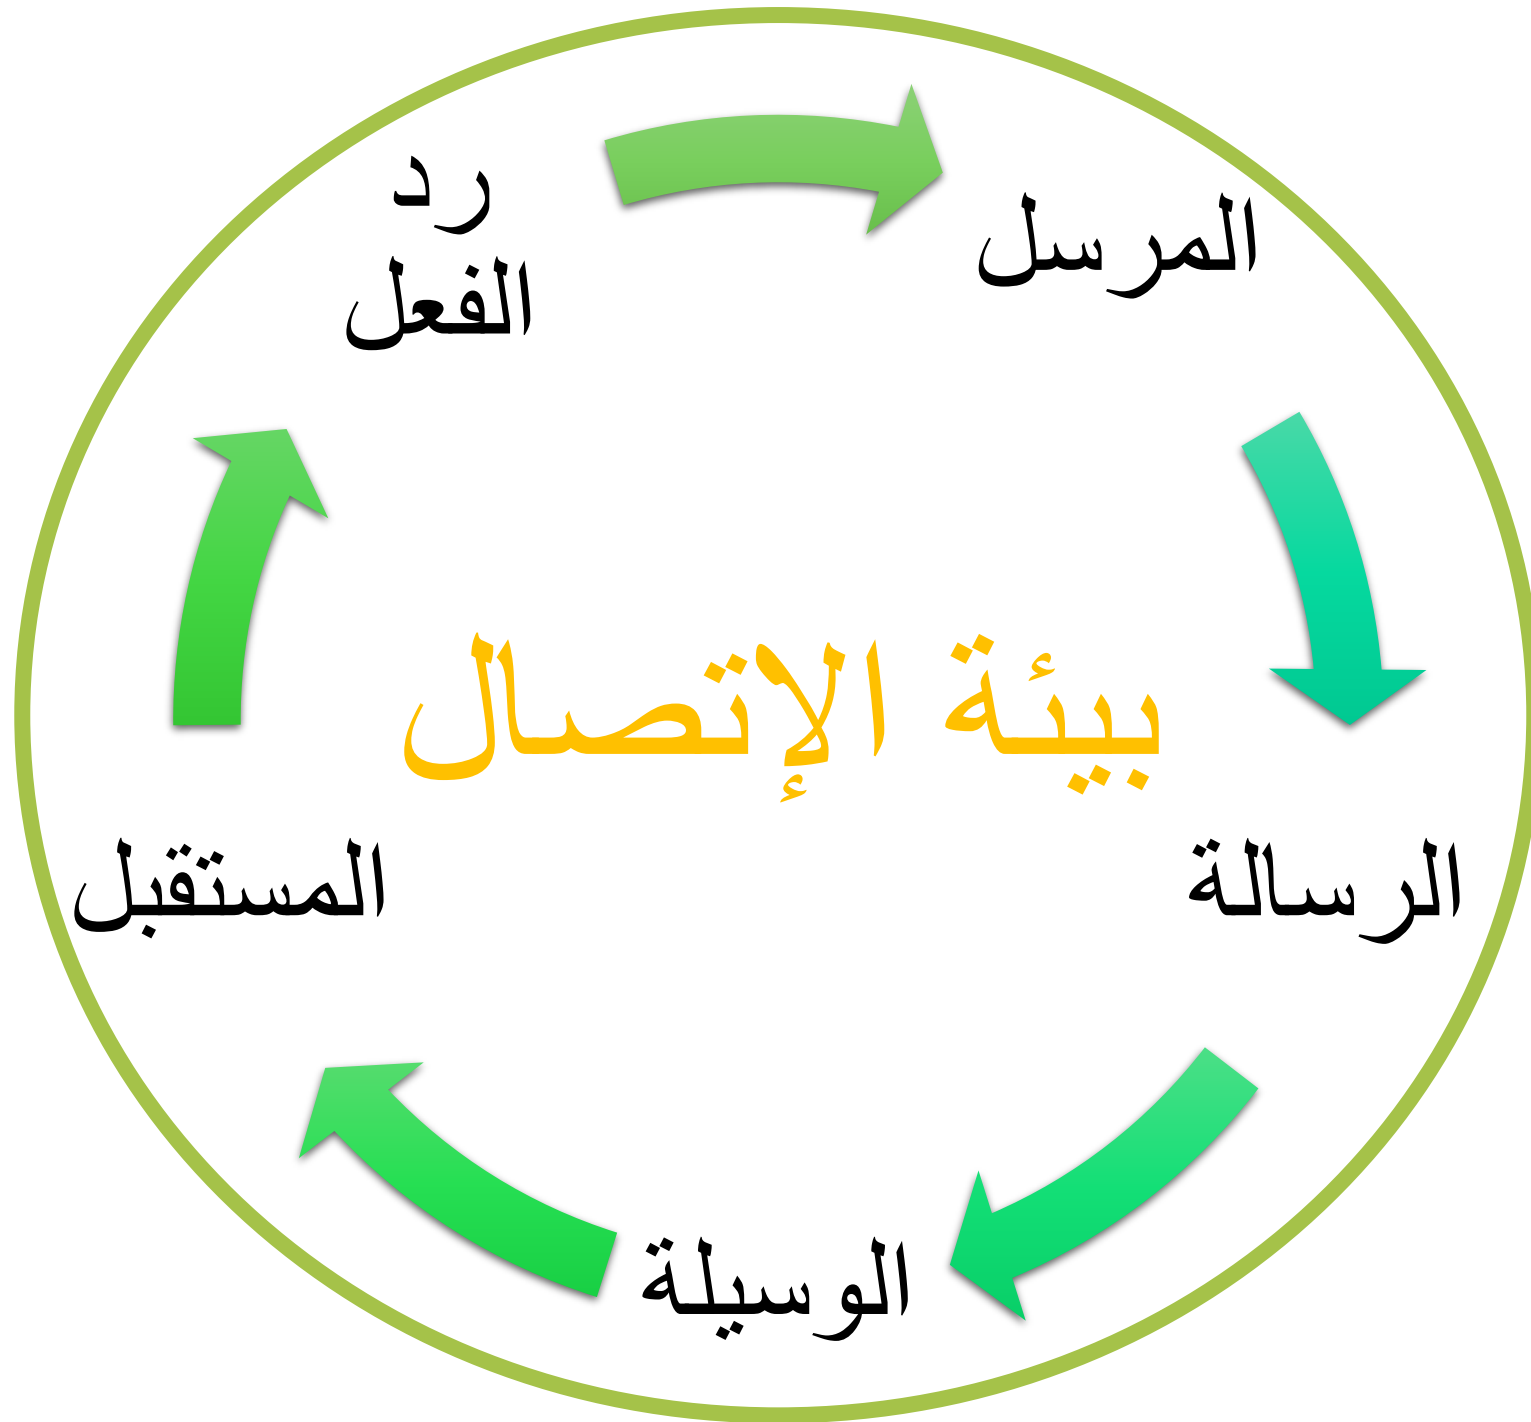 رد
الفعل
المرسل
بيئة الإتصال
المستقبل
الرسالة
الوسيلة